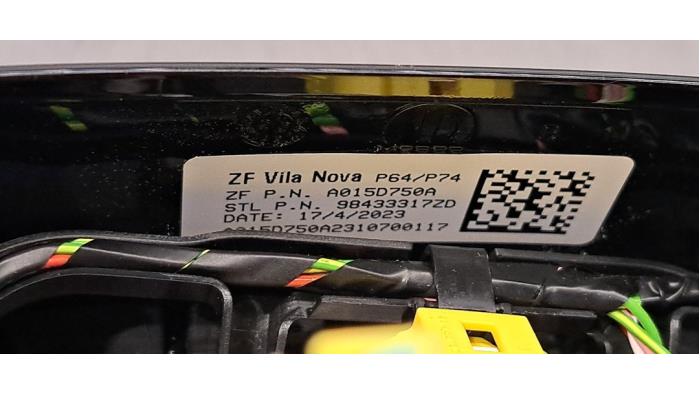 ZF Vila Nova P64/P74
ZF P.N. A015D750A
STL P.N. 98433317ZD
DATE: 17/4/2023
A015D750A2310700117